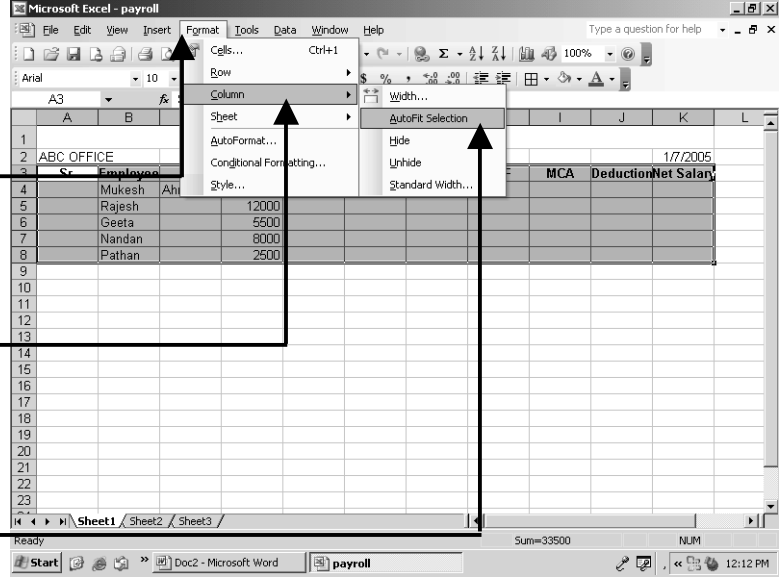 Microsoft Excel - payroll
File Edit View Insert Format Tools Data Window Help Type a question for help
Cells... Ctrl+1
Row
Column
Sheet
AutoFormat...
Conditional Formatting...
Style...
Width...
AutoFit Selection
Hide
Unhide
Standard Width...
100%
Arial 10
$ % ,
A3 fx
A B I J K L
1
2 ABC OFFICE 1/7/2005
3 Sr. Employee MCA Deduction Net Salary
4 Mukesh
5 Rajesh 12000
6 Geeta 5500
7 Nandan 8000
8 Pathan 2500
9
10
11
12
13
14
15
16
17
18
19
20
21
22
23
Sheet1 Sheet2 Sheet3
Ready Sum=33500 NUM
Start Doc2 - Microsoft Word payroll 12:12 PM